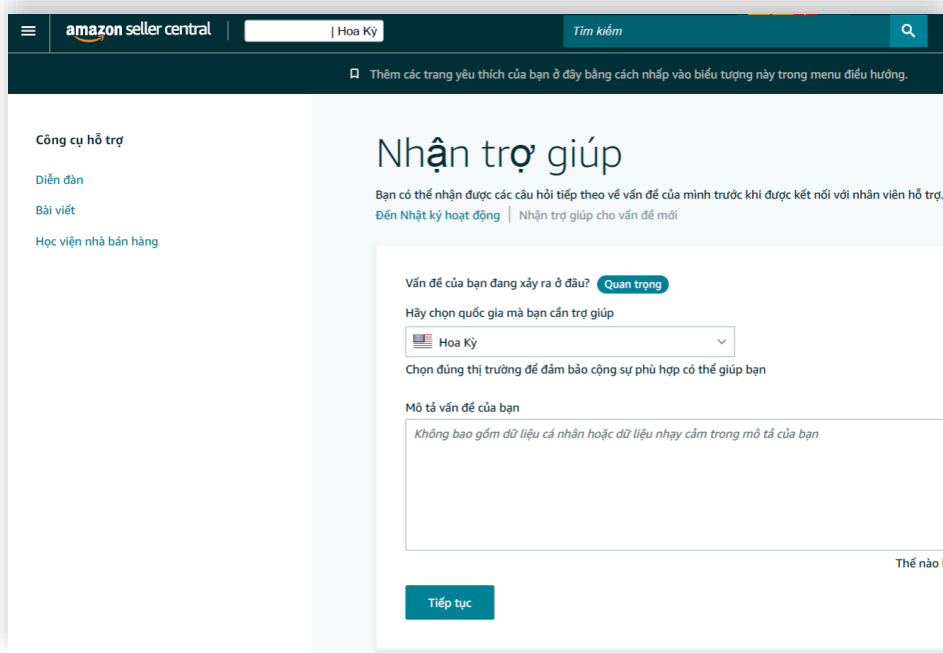 amazon seller central
| Hoa Kỳ
Tìm kiếm
Thêm các trang yêu thích của bạn ở đây bằng cách nhấp vào biểu tượng này trong menu điều hướng.
Công cụ hỗ trợ
Diễn đàn
Bài viết
Học viện nhà bán hàng
Nhận trợ giúp
Bạn có thể nhận được các câu hỏi tiếp theo về vấn đề của mình trước khi được kết nối với nhân viên hỗ trợ.
Đến Nhật ký hoạt động | Nhận trợ giúp cho vấn đề mới
Vấn đề của bạn đang xảy ra ở đâu? Quan trọng
Hãy chọn quốc gia mà bạn cần trợ giúp
Hoa Kỳ
Chọn đúng thị trường để đảm bảo cộng sự phù hợp có thể giúp bạn
Mô tả vấn đề của bạn
Không bao gồm dữ liệu cá nhân hoặc dữ liệu nhạy cảm trong mô tả của bạn
Thế nào
Tiếp tục